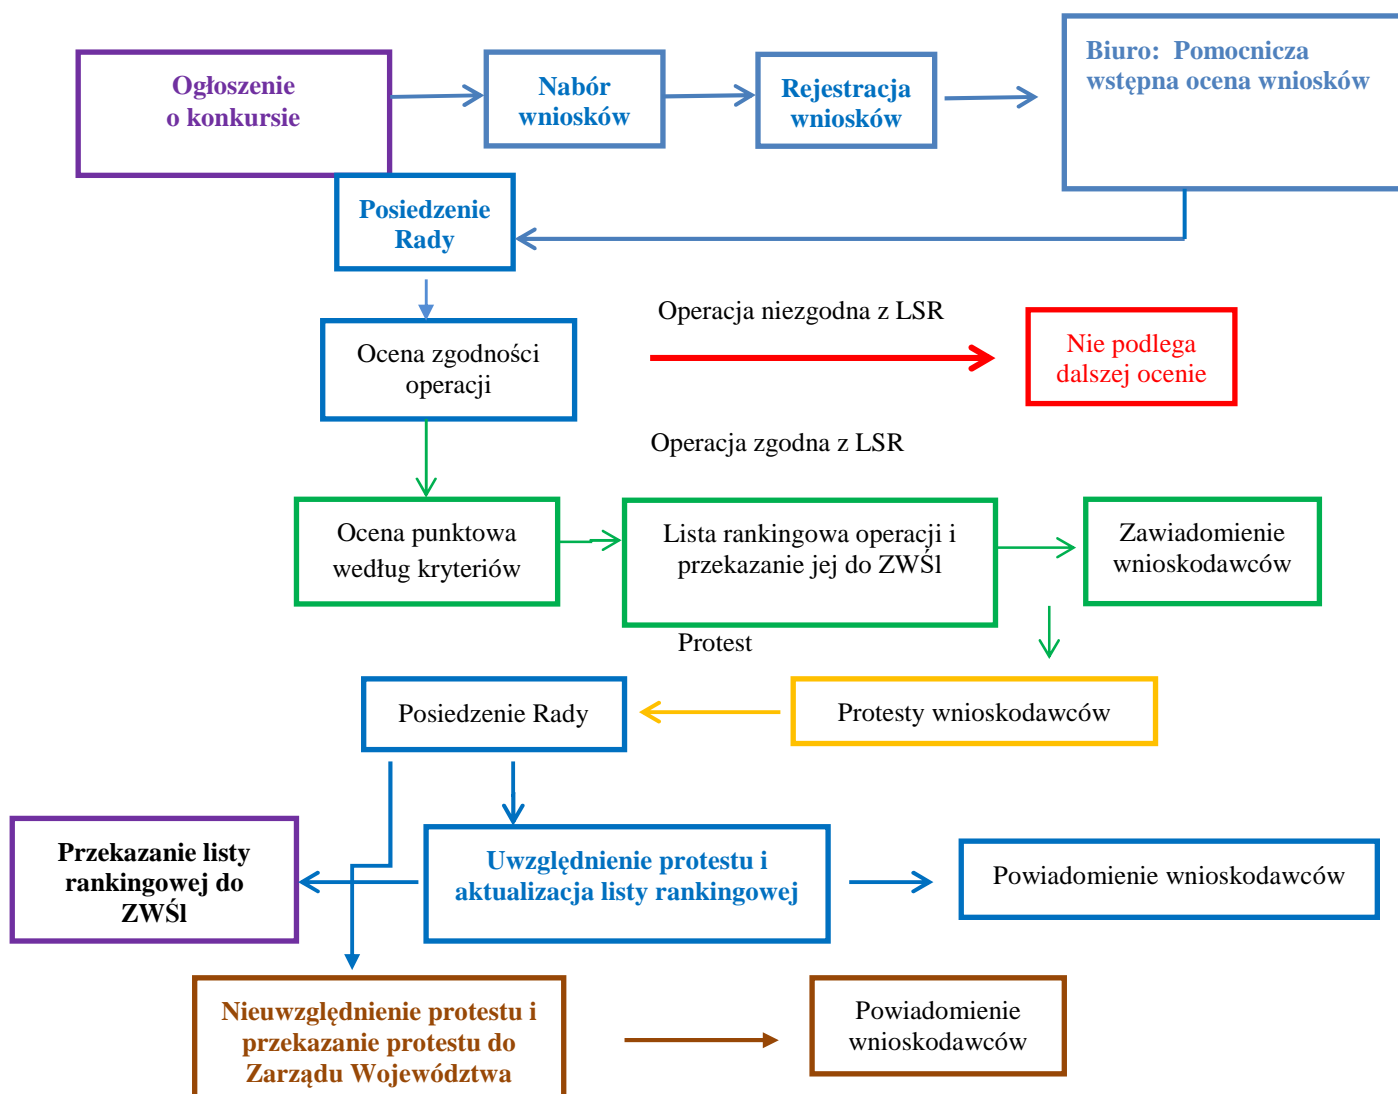 Ogłoszenie
o konkursie
Nabór
wniosków
Rejestracja
wniosków
Biuro: Pomocnicza
wstępna ocena wniosków
Posiedzenie
Rady
Operacja niezgodna z LSR
Ocena zgodności
operacji
Nie podlega
dalszej ocenie
Operacja zgodna z LSR
Ocena punktowa
według kryteriów
Lista rankingowa operacji i
przekazanie jej do ZWŚl
Zawiadomienie
wnioskodawców
Protest
Posiedzenie Rady
Protesty wnioskodawców
Przekazanie listy
rankingowej do
ZWŚl
Uwzględnienie protestu i
aktualizacja listy rankingowej
Powiadomienie wnioskodawców
Nieuwzględnienie protestu i
przekazanie protestu do
Zarządu Województwa
Powiadomienie
wnioskodawców